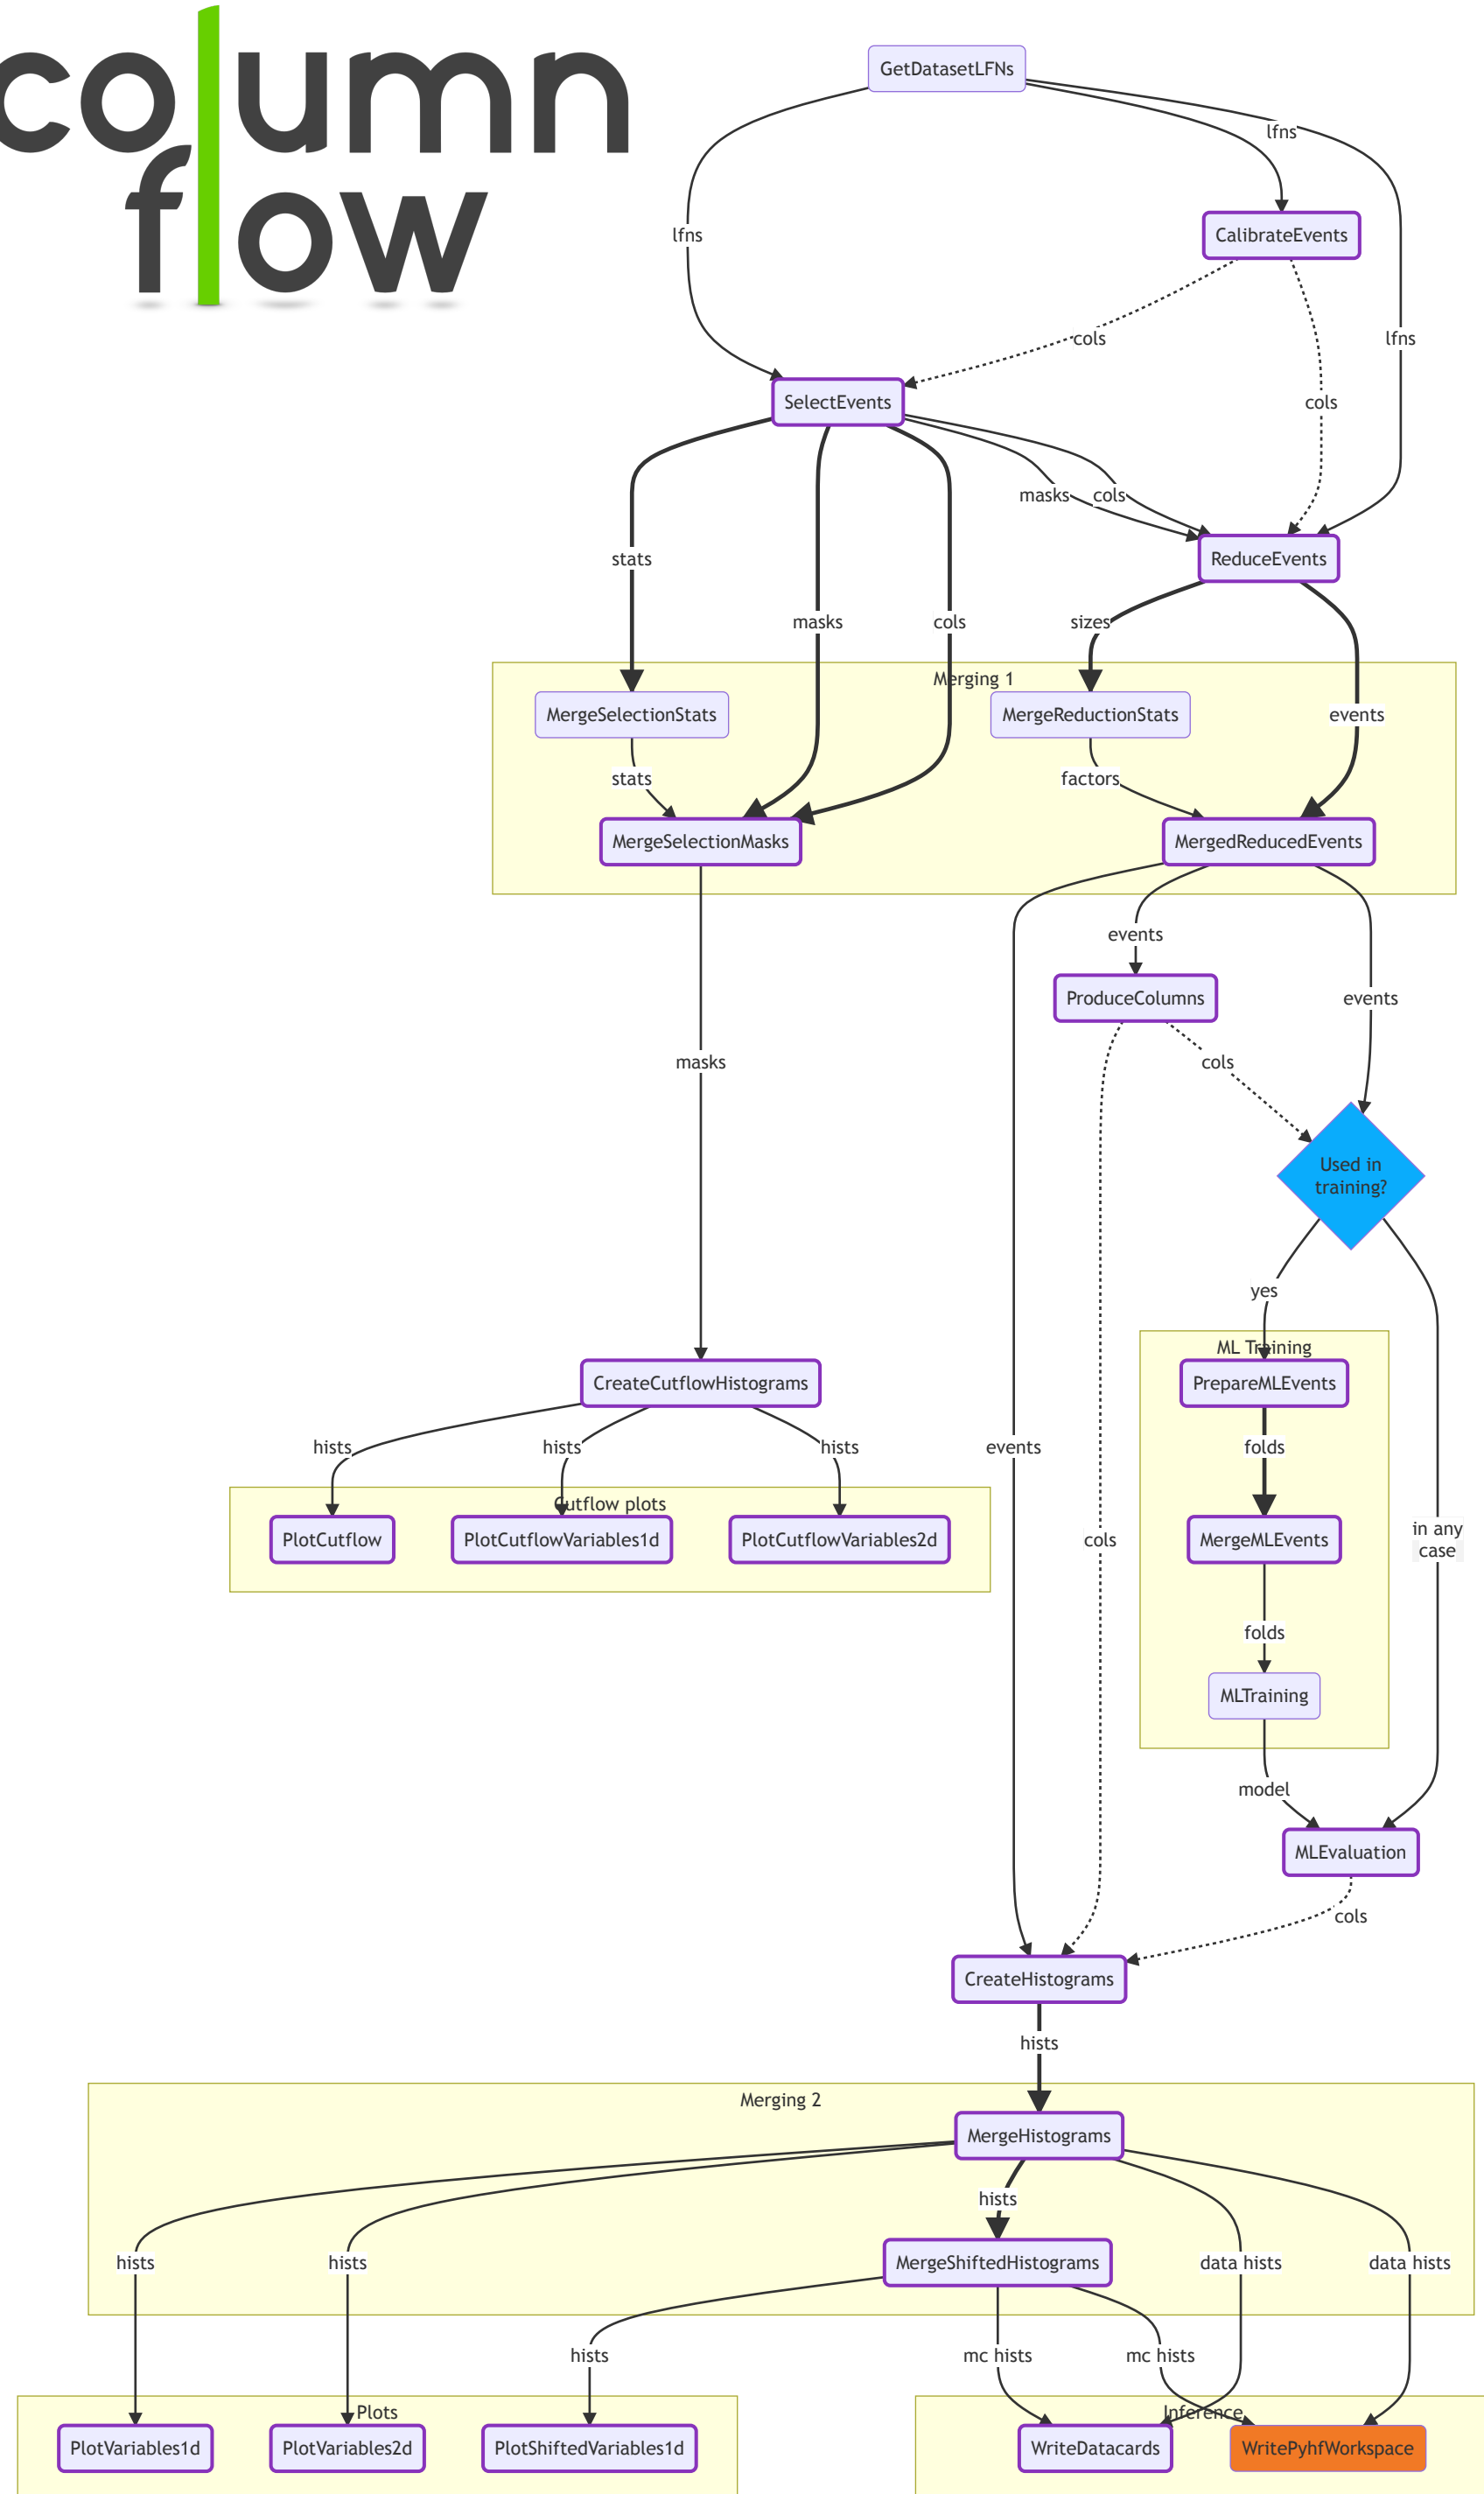 column
flow
GetDatasetLFNs
lfns
CalibrateEvents
lfns
cols
lfns
SelectEvents
cols
masks
cols
stats
ReduceEvents
masks
cols
sizes
Merging 1
MergeSelectionStats
MergeReductionStats
events
stats
factors
MergeSelectionMasks
MergedReducedEvents
events
ProduceColumns
events
masks
cols
Used in
training?
yes
ML Training
CreateCutflowHistograms
PrepareMLEvents
hists
hists
hists
events
folds
Cutflow plots
PlotCutflow
PlotCutflowVariables1d
PlotCutflowVariables2d
cols
MergeMLEvents
in any
case
folds
MLTraining
model
MLEvaluation
cols
CreateHistograms
hists
Merging 2
MergeHistograms
hists
hists
hists
MergeShiftedHistograms
data hists
data hists
hists
mc hists
mc hists
Plots
Inference
PlotVariables1d
PlotVariables2d
PlotShiftedVariables1d
WriteDatacards
WritePyhfWorkspace